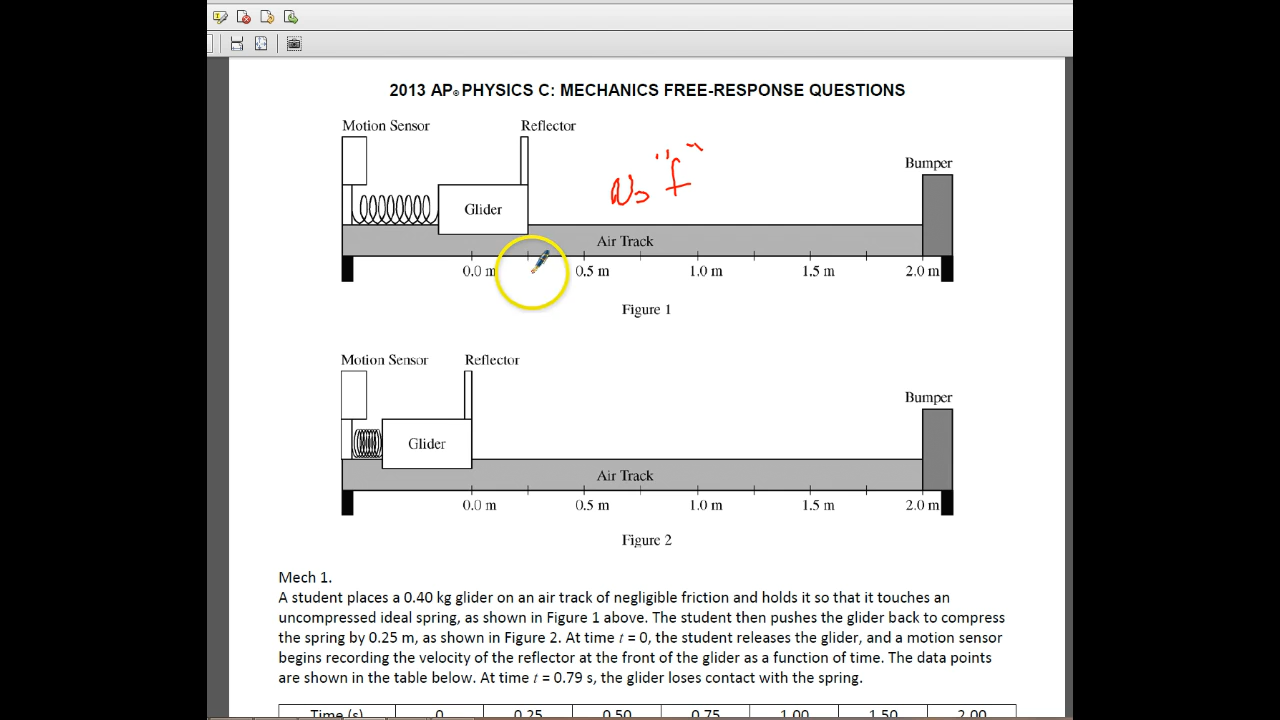 2013 AP® PHYSICS C: MECHANICS FREE-RESPONSE QUESTIONS
Motion Sensor Reflector
Bumper
No "f"
Glider
Air Track
0.0 m 0.5 m 1.0 m 1.5 m 2.0 m
Figure 1
Motion Sensor Reflector
Bumper
Glider
Air Track
0.0 m 0.5 m 1.0 m 1.5 m 2.0 m
Figure 2
Mech 1.
A student places a 0.40 kg glider on an air track of negligible friction and holds it so that it touches an
uncompressed ideal spring, as shown in Figure 1 above. The student then pushes the glider back to compress
the spring by 0.25 m, as shown in Figure 2. At time t = 0, the student releases the glider, and a motion sensor
begins recording the velocity of the reflector at the front of the glider as a function of time. The data points
are shown in the table below. At time t = 0.79 s, the glider loses contact with the spring.
Time (s) 0 0.25 0.50 0.75 1.00 1.50 2.00